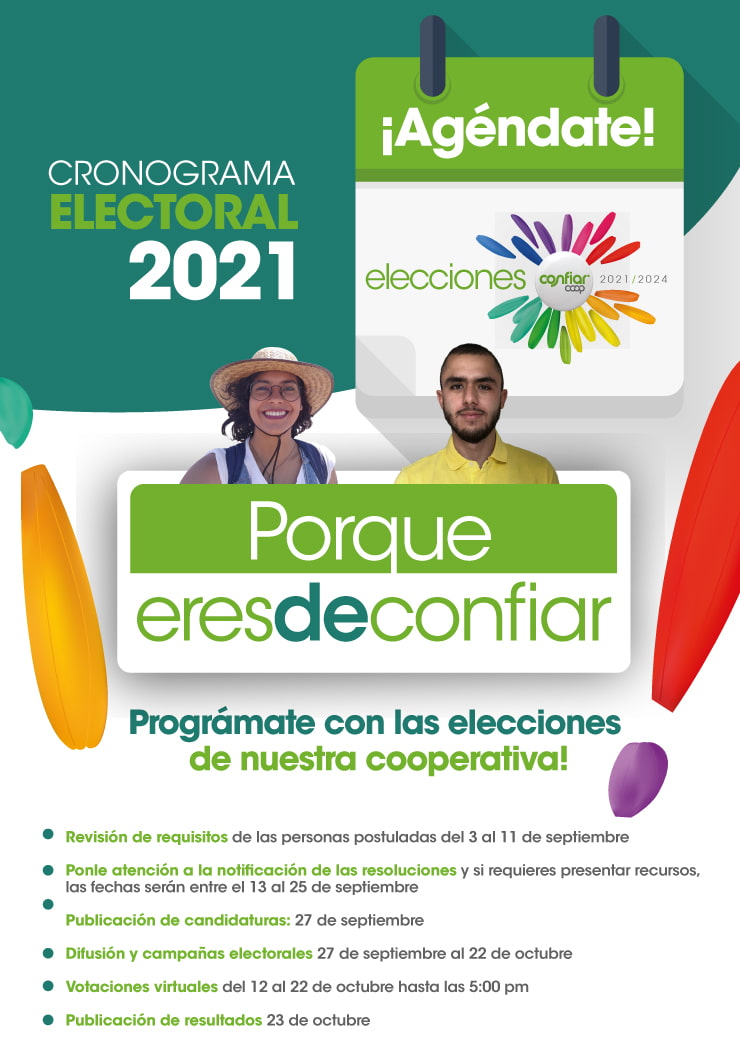 CRONOGRAMA
ELECTORAL
2021
¡Agéndate!
elecciones confiar coop 2021/2024
Porque
eresdeconfiar
Prográmate con las elecciones
de nuestra cooperativa!
Revisión de requisitos de las personas postuladas del 3 al 11 de septiembre
Ponle atención a la notificación de las resoluciones y si requieres presentar recursos,
las fechas serán entre el 13 al 25 de septiembre
Publicación de candidaturas: 27 de septiembre
Difusión y campañas electorales 27 de septiembre al 22 de octubre
Votaciones virtuales del 12 al 22 de octubre hasta las 5:00 pm
Publicación de resultados 23 de octubre